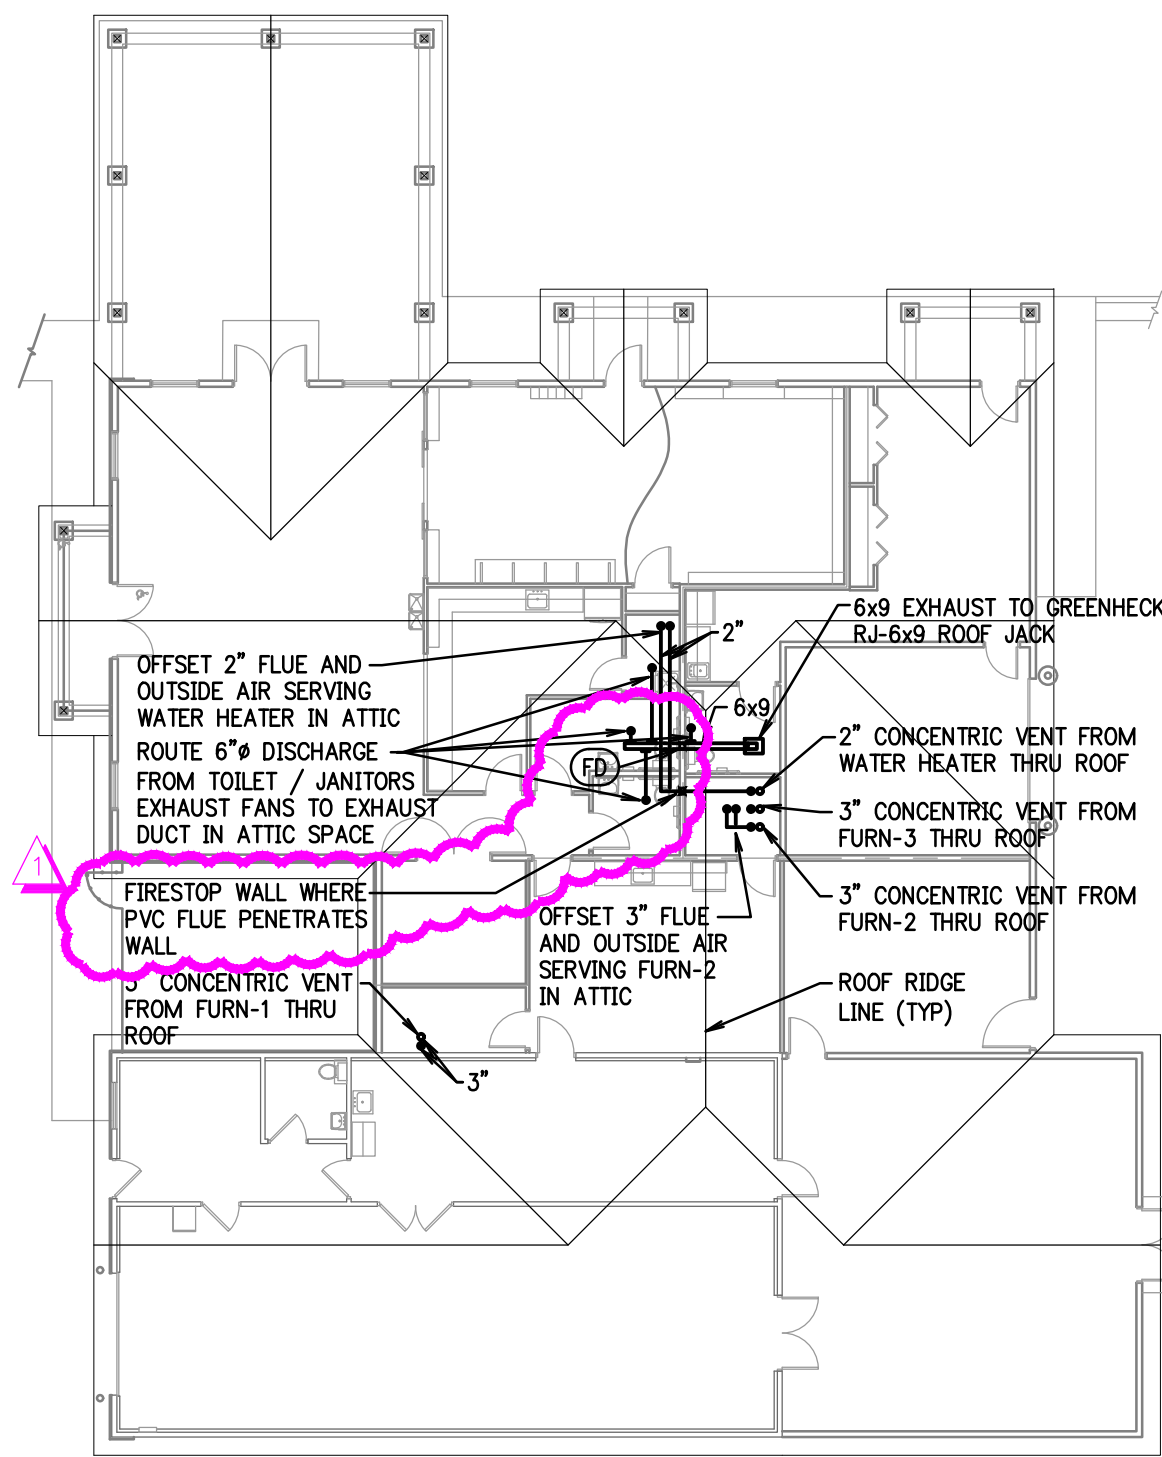 6x9 EXHAUST TO GREENHECK
RJ-6x9 ROOF JACK
2"
OFFSET 2" FLUE AND
OUTSIDE AIR SERVING
WATER HEATER IN ATTIC
6x9
ROUTE 6"ø DISCHARGE
FROM TOILET / JANITORS
EXHAUST FANS TO EXHAUST
DUCT IN ATTIC SPACE
FD
2" CONCENTRIC VENT FROM
WATER HEATER THRU ROOF
3" CONCENTRIC VENT FROM
FURN-3 THRU ROOF
1
FIRESTOP WALL WHERE
PVC FLUE PENETRATES
WALL
3" CONCENTRIC VENT FROM
FURN-2 THRU ROOF
OFFSET 3" FLUE
AND OUTSIDE AIR
SERVING FURN-2
IN ATTIC
3" CONCENTRIC VENT
FROM FURN-1 THRU
ROOF
ROOF RIDGE
LINE (TYP)
3"